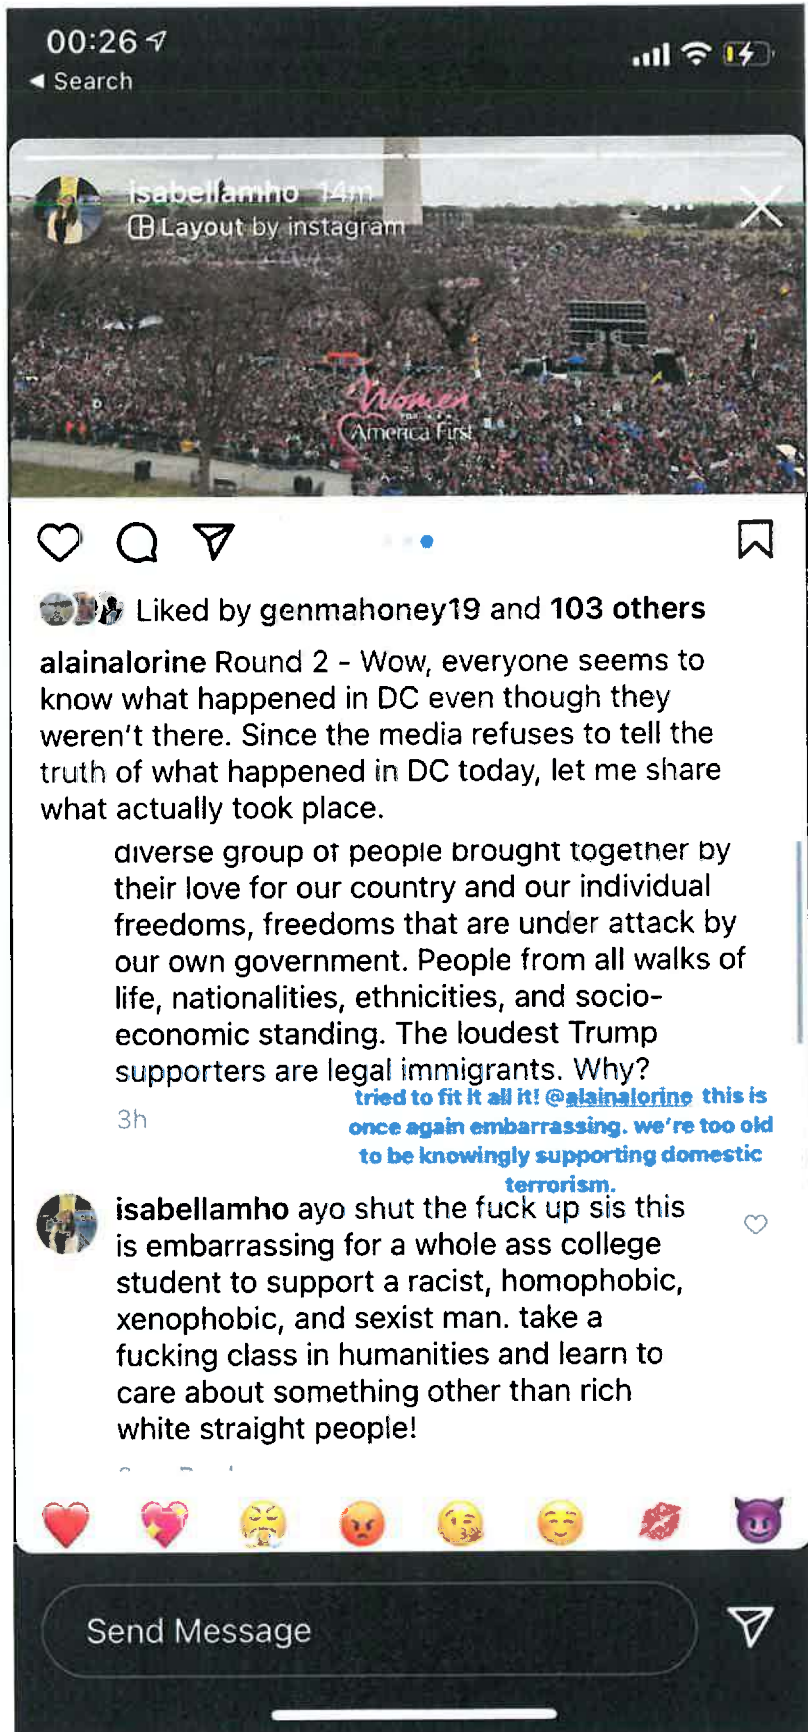 00:26
◀ Search
isabellamho 14m
Layout by instagram
Women
FOR
America First
Liked by genmahoney19 and 103 others
alainalorine Round 2 - Wow, everyone seems to
know what happened in DC even though they
weren't there. Since the media refuses to tell the
truth of what happened in DC today, let me share
what actually took place.
diverse group of people brought together by
their love for our country and our individual
freedoms, freedoms that are under attack by
our own government. People from all walks of
life, nationalities, ethnicities, and socio-
economic standing. The loudest Trump
supporters are legal immigrants. Why?
3h
tried to fit it all it! @alainalorine this is
once again embarrassing. we're too old
to be knowingly supporting domestic
terrorism.
isabellamho ayo shut the fuck up sis this
is embarrassing for a whole ass college
student to support a racist, homophobic,
xenophobic, and sexist man. take a
fucking class in humanities and learn to
care about something other than rich
white straight people!
Send Message